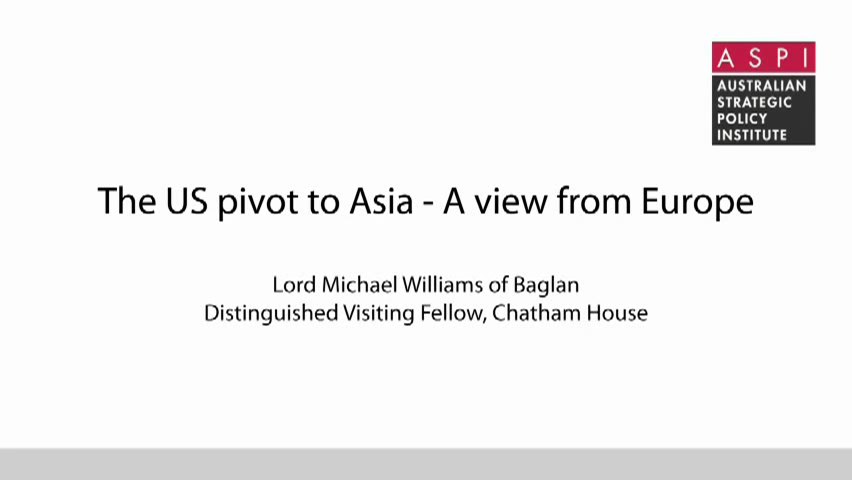 ASPI
AUSTRALIAN
STRATEGIC
POLICY
INSTITUTE
The US pivot to Asia - A view from Europe
Lord Michael Williams of Baglan
Distinguished Visiting Fellow, Chatham House